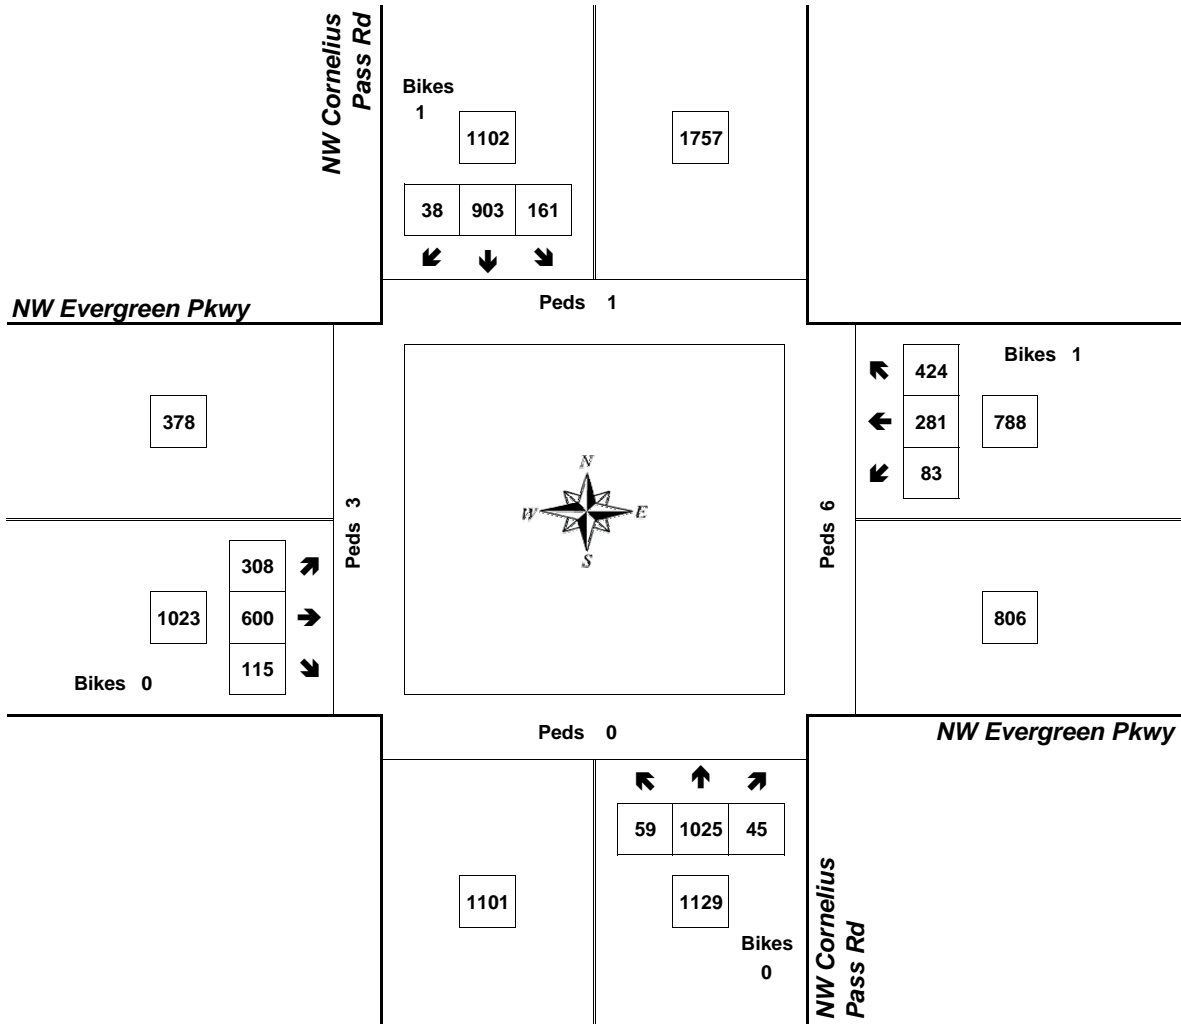 NW Cornelius
Pass Rd
Bikes
1
1102
1757
38 903 161
NW Evergreen Pkwy
Peds 1
424
Bikes 1
378
281
788
83
N
W E
S
Peds 3
Peds 6
308
1023
600
806
115
Bikes 0
Peds 0
NW Evergreen Pkwy
59 1025 45
1101
1129
Bikes
0
NW Cornelius
Pass Rd